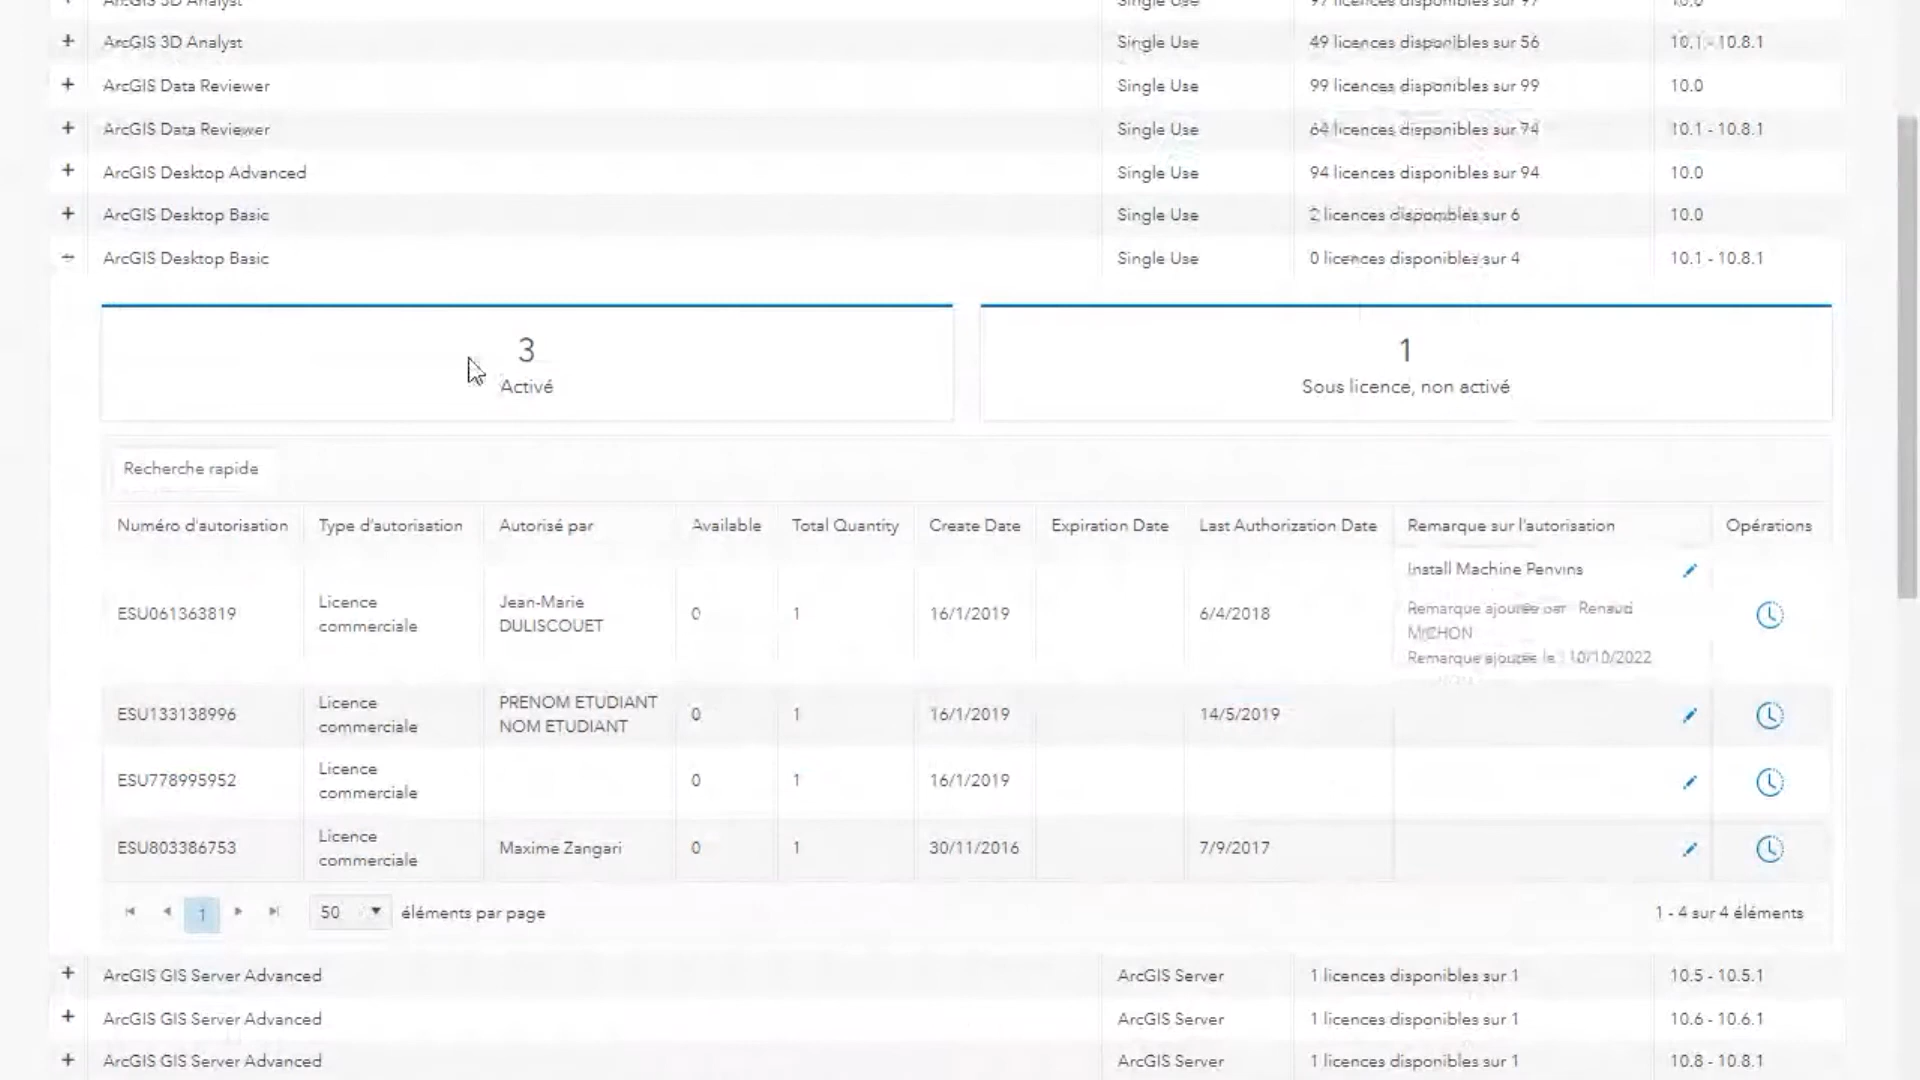 ArcGIS 3D Analyst Single Use 97 licences disponibles sur 97 10.0
+ ArcGIS 3D Analyst Single Use 49 licences disponibles sur 56 10.1 - 10.8.1
+ ArcGIS Data Reviewer Single Use 99 licences disponibles sur 99 10.0
+ ArcGIS Data Reviewer Single Use 64 licences disponibles sur 74 10.1 - 10.8.1
+ ArcGIS Desktop Advanced Single Use 94 licences disponibles sur 94 10.0
+ ArcGIS Desktop Basic Single Use 2 licences disponibles sur 6 10.0
ArcGIS Desktop Basic Single Use 0 licences disponibles sur 4 10.1 - 10.8.1
3 1
Activé Sous licence, non activé
Recherche rapide
Numéro d'autorisation Type d'autorisation Autorisé par Available Total Quantity Create Date Expiration Date Last Authorization Date Remarque sur l'autorisation Opérations
Install Machine Penvins
Licence Jean-Marie Remarque ajoutée par : Renaud
ESU061363819 0 1 16/1/2019 6/4/2018
commerciale DULISCOUET MICHON
Remarque ajoutée le : 10/10/2022
Licence PRENOM ETUDIANT
ESU133138996 0 1 16/1/2019 14/5/2019
commerciale NOM ETUDIANT
Licence
ESU778995952 0 1 16/1/2019
commerciale
Licence
ESU803386753 Maxime Zangari 0 1 30/11/2016 7/9/2017
commerciale
1 50 éléments par page 1 - 4 sur 4 éléments
+ ArcGIS GIS Server Advanced ArcGIS Server 1 licences disponibles sur 1 10.5 - 10.5.1
+ ArcGIS GIS Server Advanced ArcGIS Server 1 licences disponibles sur 1 10.6 - 10.6.1
+ ArcGIS GIS Server Advanced ArcGIS Server 1 licences disponibles sur 1 10.8 - 10.8.1